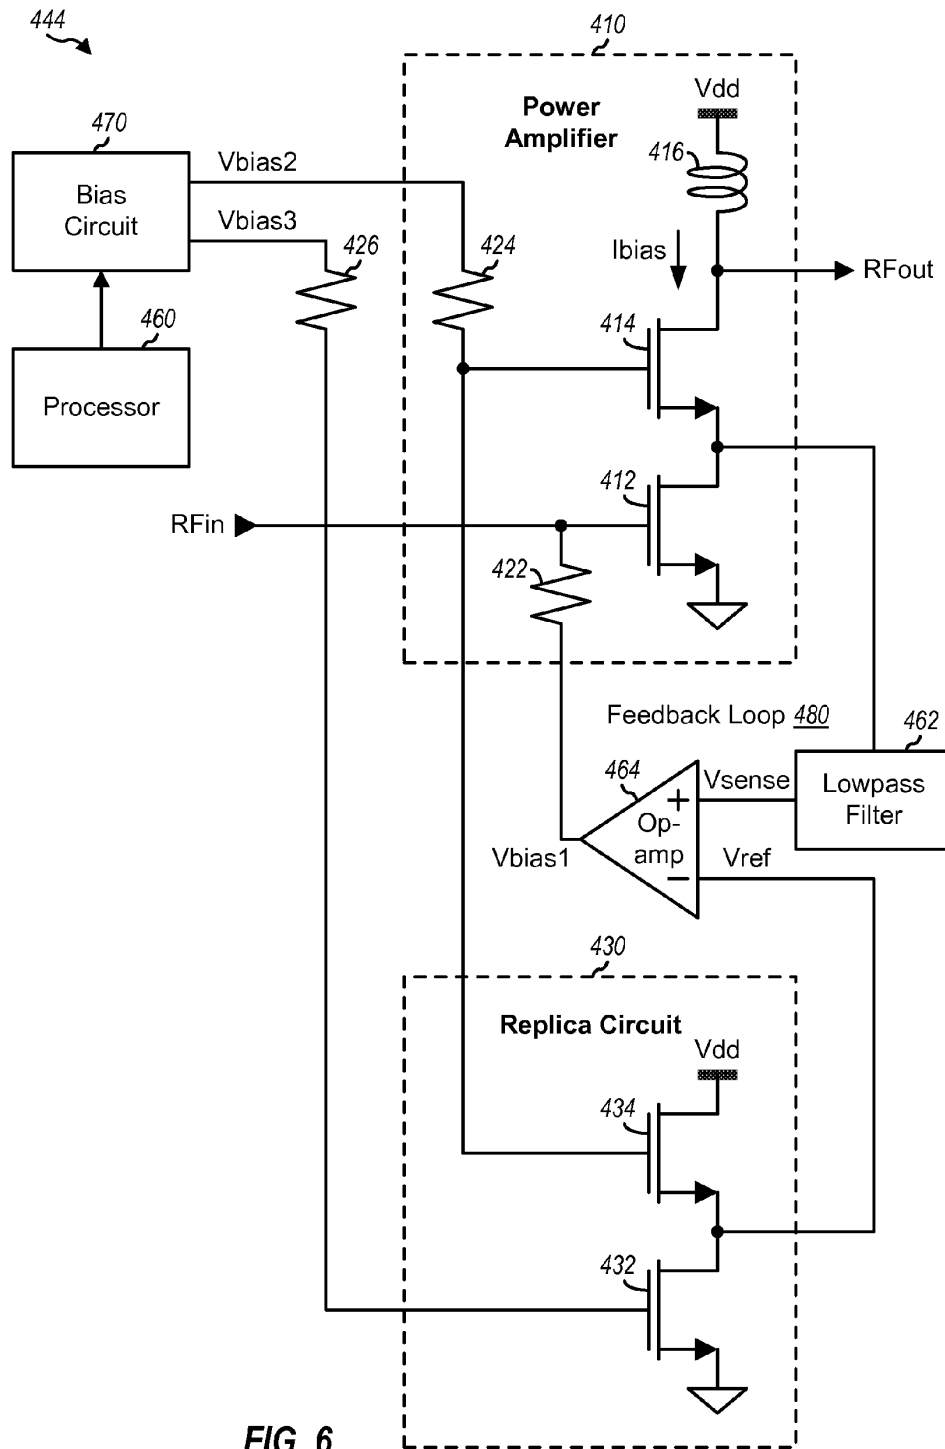 444
410
Power
Amplifier
Vdd
416
470
Bias
Circuit
Vbias2
Vbias3
426
424
Ibias
RFout
460
Processor
414
412
RFin
422
Feedback Loop 480
462
Lowpass
Filter
464
Vsense
+
Op-
amp
−
Vref
Vbias1
430
Replica Circuit
Vdd
434
432
FIG. 6